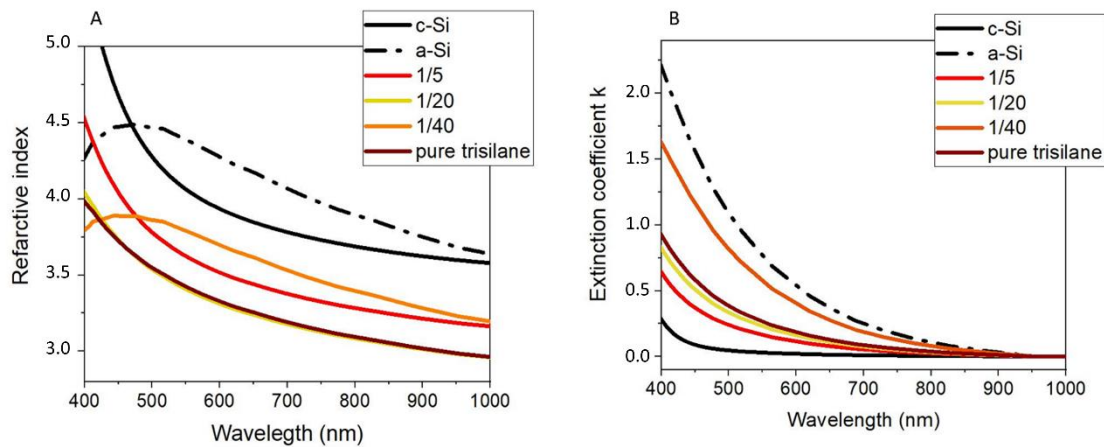 A
c-Si
a-Si
1/5
1/20
1/40
pure trisilane
5.0
4.5
4.0
3.5
3.0
Refarctive index
400 500 600 700 800 900 1000
Wavelegth (nm)
B
c-Si
a-Si
1/5
1/20
1/40
pure trisilane
2.0
1.5
1.0
0.5
0.0
Extinction coefficient k
400 500 600 700 800 900 1000
Wavelength (nm)